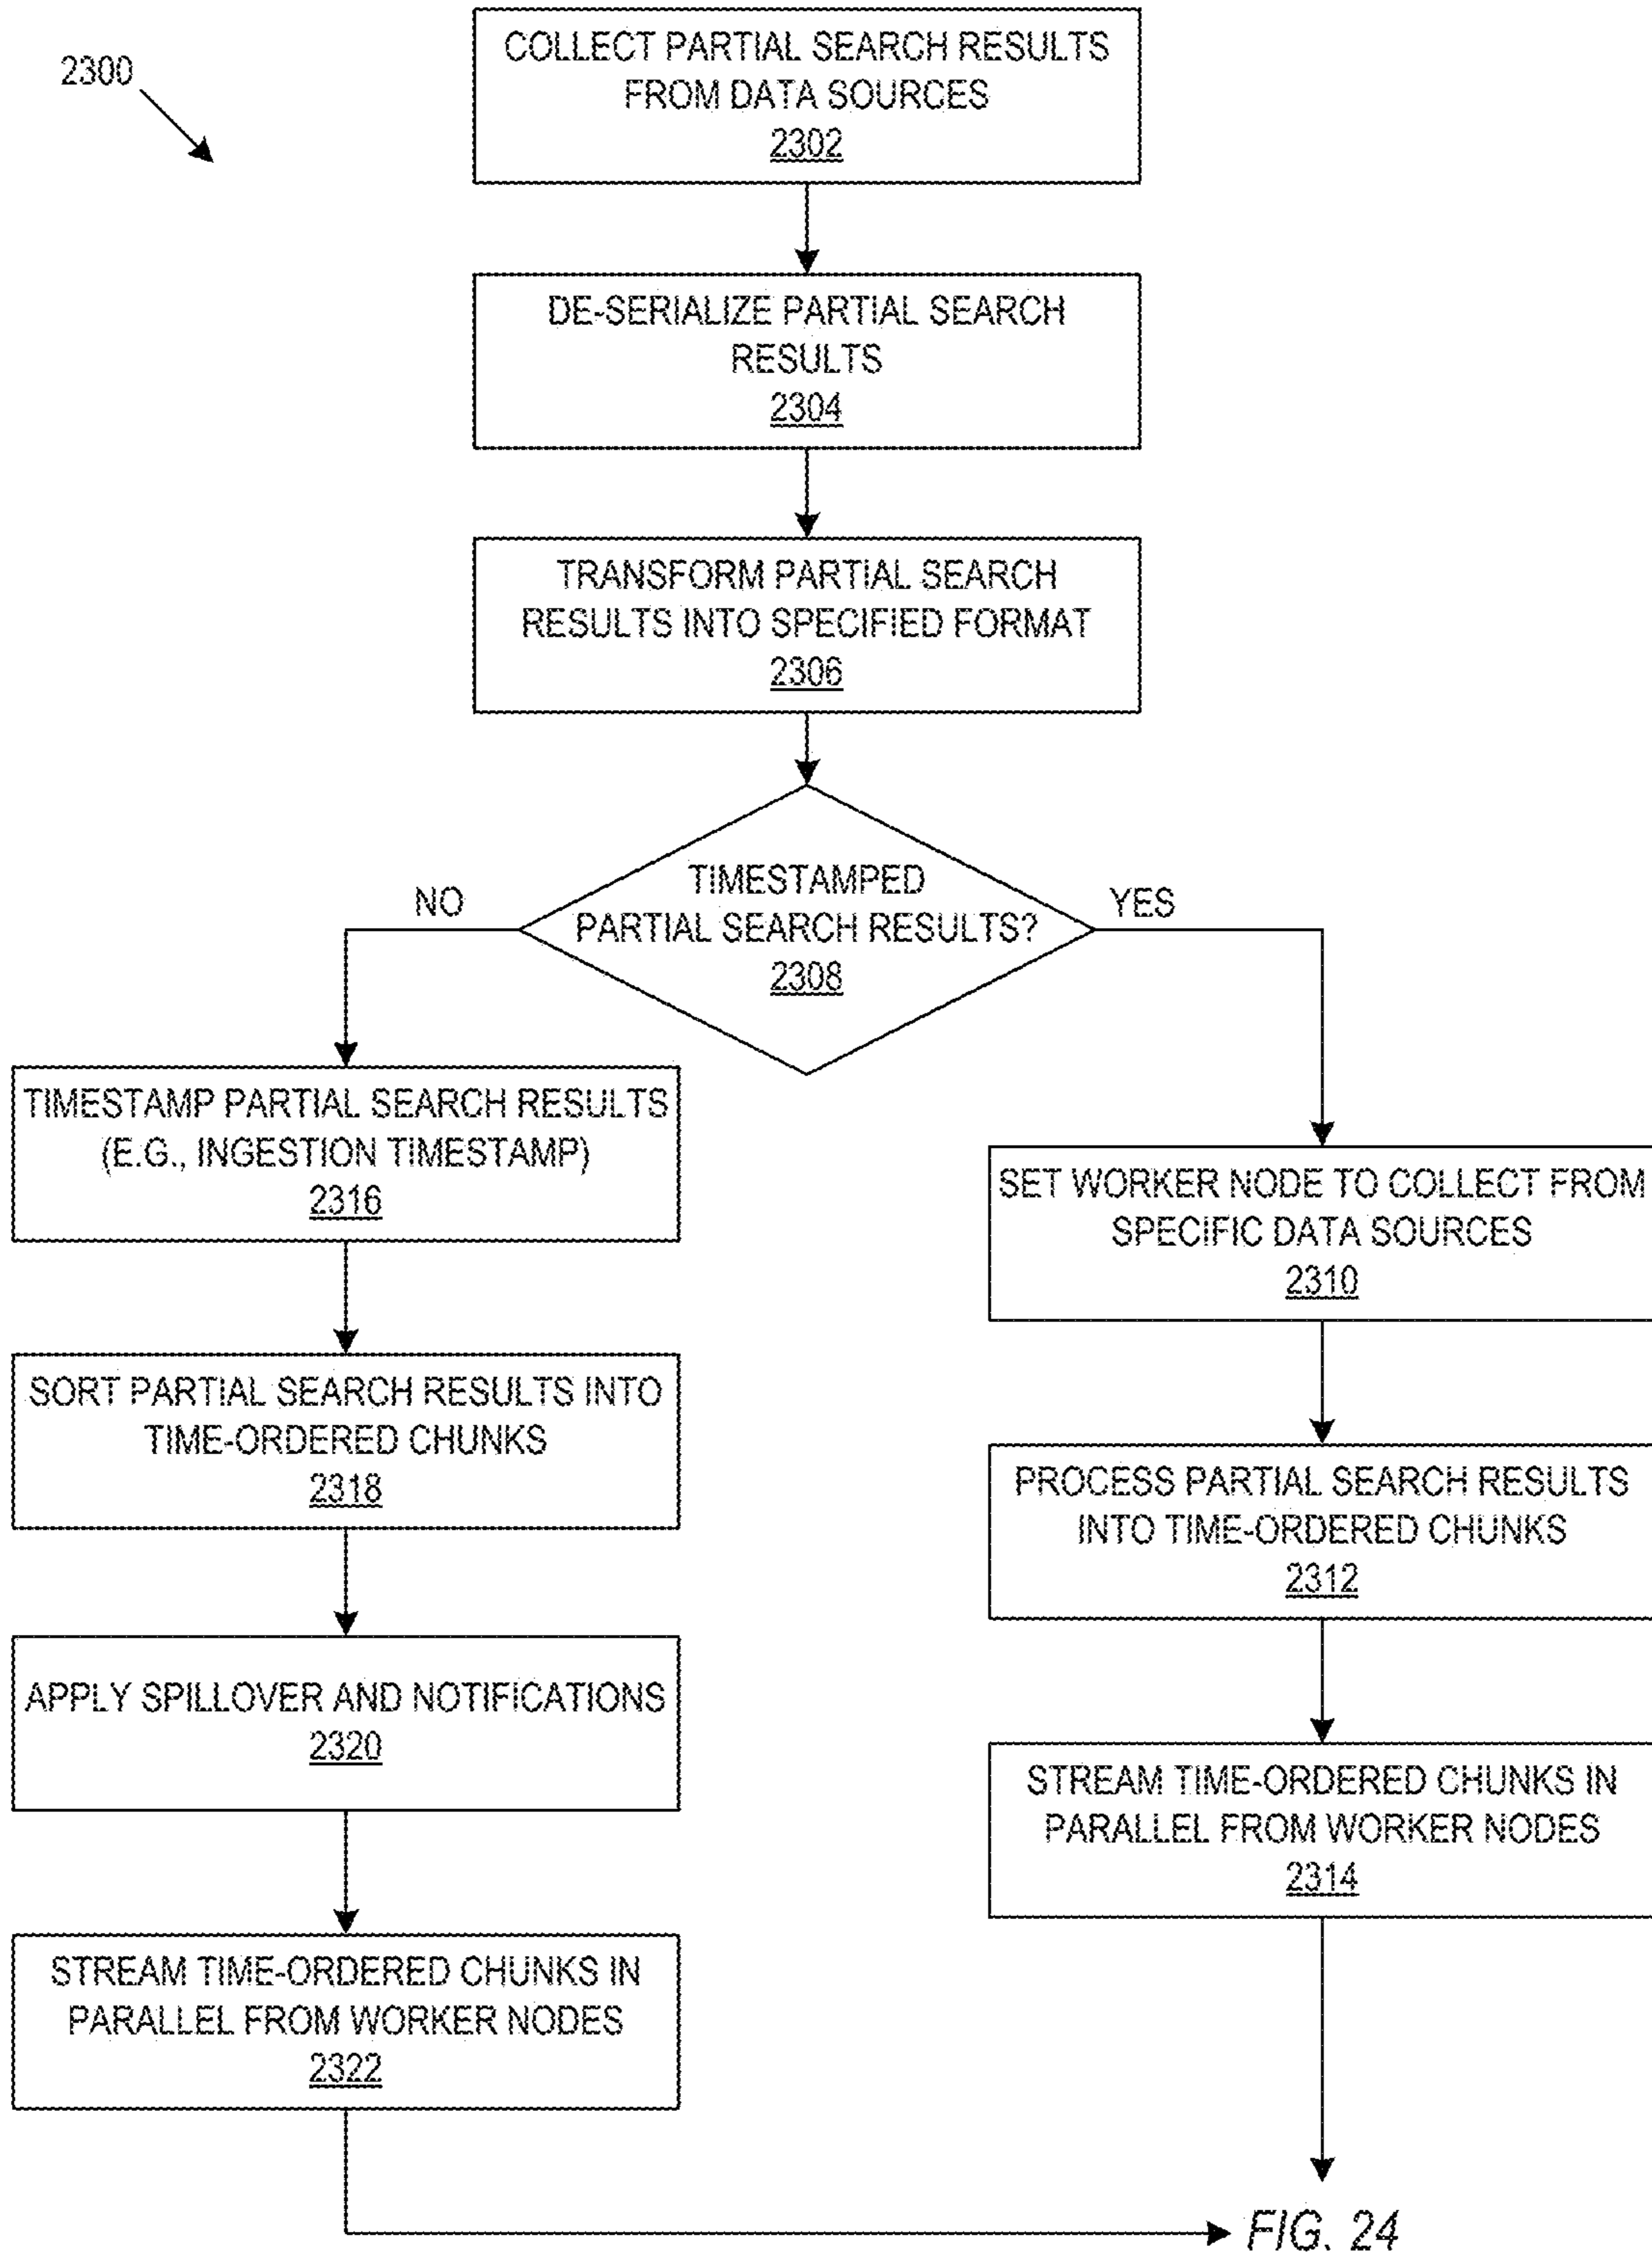 2300
COLLECT PARTIAL SEARCH RESULTS
FROM DATA SOURCES
2302
DE-SERIALIZE PARTIAL SEARCH
RESULTS
2304
TRANSFORM PARTIAL SEARCH
RESULTS INTO SPECIFIED FORMAT
2306
TIMESTAMPED
PARTIAL SEARCH RESULTS?
2308
NO
YES
TIMESTAMP PARTIAL SEARCH RESULTS
(E.G., INGESTION TIMESTAMP)
2316
SORT PARTIAL SEARCH RESULTS INTO
TIME-ORDERED CHUNKS
2318
APPLY SPILLOVER AND NOTIFICATIONS
2320
STREAM TIME-ORDERED CHUNKS IN
PARALLEL FROM WORKER NODES
2322
SET WORKER NODE TO COLLECT FROM
SPECIFIC DATA SOURCES
2310
PROCESS PARTIAL SEARCH RESULTS
INTO TIME-ORDERED CHUNKS
2312
STREAM TIME-ORDERED CHUNKS IN
PARALLEL FROM WORKER NODES
2314
FIG. 24